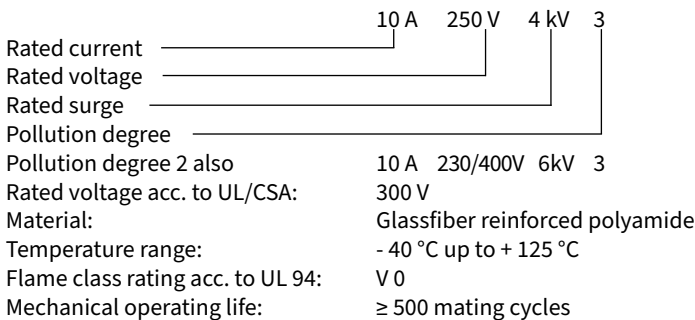 10 A 250 V 4 kV 3
Rated current
Rated voltage
Rated surge
Pollution degree
Pollution degree 2 also 10 A 230/400V 6kV 3
Rated voltage acc. to UL/CSA: 300 V
Material: Glassfiber reinforced polyamide
Temperature range: - 40 °C up to + 125 °C
Flame class rating acc. to UL 94: V 0
Mechanical operating life: ≥ 500 mating cycles